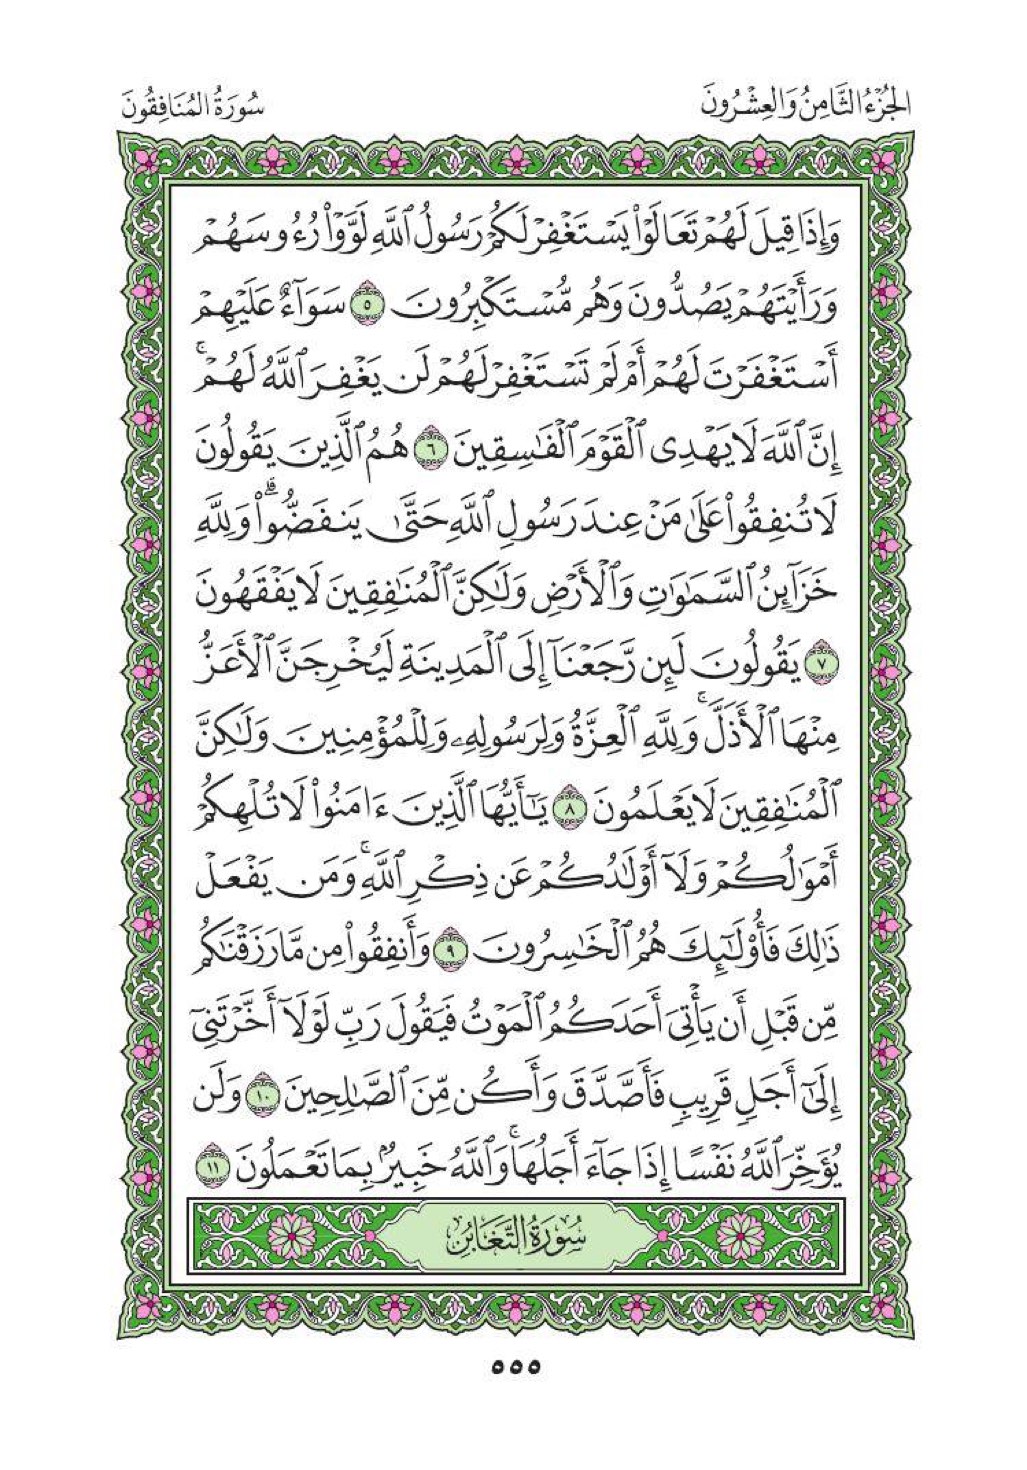 الجُزْءُ الثَّامِنُ وَالعِشْرُونَ
سُورَةُ المُنَافِقُونَ
وَإِذَا قِيلَ لَهُمْ تَعَالَوْا۟ يَسْتَغْفِرْ لَكُمْ رَسُولُ ٱللَّهِ لَوَّوْا۟ رُءُوسَهُمْ
وَرَأَيْتَهُمْ يَصُدُّونَ وَهُم مُّسْتَكْبِرُونَ ٥ سَوَآءٌ عَلَيْهِمْ
أَسْتَغْفَرْتَ لَهُمْ أَمْ لَمْ تَسْتَغْفِرْ لَهُمْ لَن يَغْفِرَ ٱللَّهُ لَهُمْۚ
إِنَّ ٱللَّهَ لَا يَهْدِى ٱلْقَوْمَ ٱلْفَٰسِقِينَ ٦ هُمُ ٱلَّذِينَ يَقُولُونَ
لَا تُنفِقُوا۟ عَلَىٰ مَنْ عِندَ رَسُولِ ٱللَّهِ حَتَّىٰ يَنفَضُّوا۟ۗ وَلِلَّهِ
خَزَآئِنُ ٱلسَّمَٰوَٰتِ وَٱلْأَرْضِ وَلَٰكِنَّ ٱلْمُنَٰفِقِينَ لَا يَفْقَهُونَ
٧ يَقُولُونَ لَئِن رَّجَعْنَآ إِلَى ٱلْمَدِينَةِ لَيُخْرِجَنَّ ٱلْأَعَزُّ
مِنْهَا ٱلْأَذَلَّۚ وَلِلَّهِ ٱلْعِزَّةُ وَلِرَسُولِهِۦ وَلِلْمُؤْمِنِينَ وَلَٰكِنَّ
ٱلْمُنَٰفِقِينَ لَا يَعْلَمُونَ ٨ يَٰٓأَيُّهَا ٱلَّذِينَ ءَامَنُوا۟ لَا تُلْهِكُمْ
أَمْوَٰلُكُمْ وَلَآ أَوْلَٰدُكُمْ عَن ذِكْرِ ٱللَّهِۚ وَمَن يَفْعَلْ
ذَٰلِكَ فَأُو۟لَٰٓئِكَ هُمُ ٱلْخَٰسِرُونَ ٩ وَأَنفِقُوا۟ مِن مَّا رَزَقْنَٰكُم
مِّن قَبْلِ أَن يَأْتِىَ أَحَدَكُمُ ٱلْمَوْتُ فَيَقُولَ رَبِّ لَوْلَآ أَخَّرْتَنِىٓ
إِلَىٰٓ أَجَلٍ قَرِيبٍ فَأَصَّدَّقَ وَأَكُن مِّنَ ٱلصَّٰلِحِينَ ١٠ وَلَن
يُؤَخِّرَ ٱللَّهُ نَفْسًا إِذَا جَآءَ أَجَلُهَاۚ وَٱللَّهُ خَبِيرٌۢ بِمَا تَعْمَلُونَ ١١
سُورَةُ التَّغَابُنِ
٥٥٥